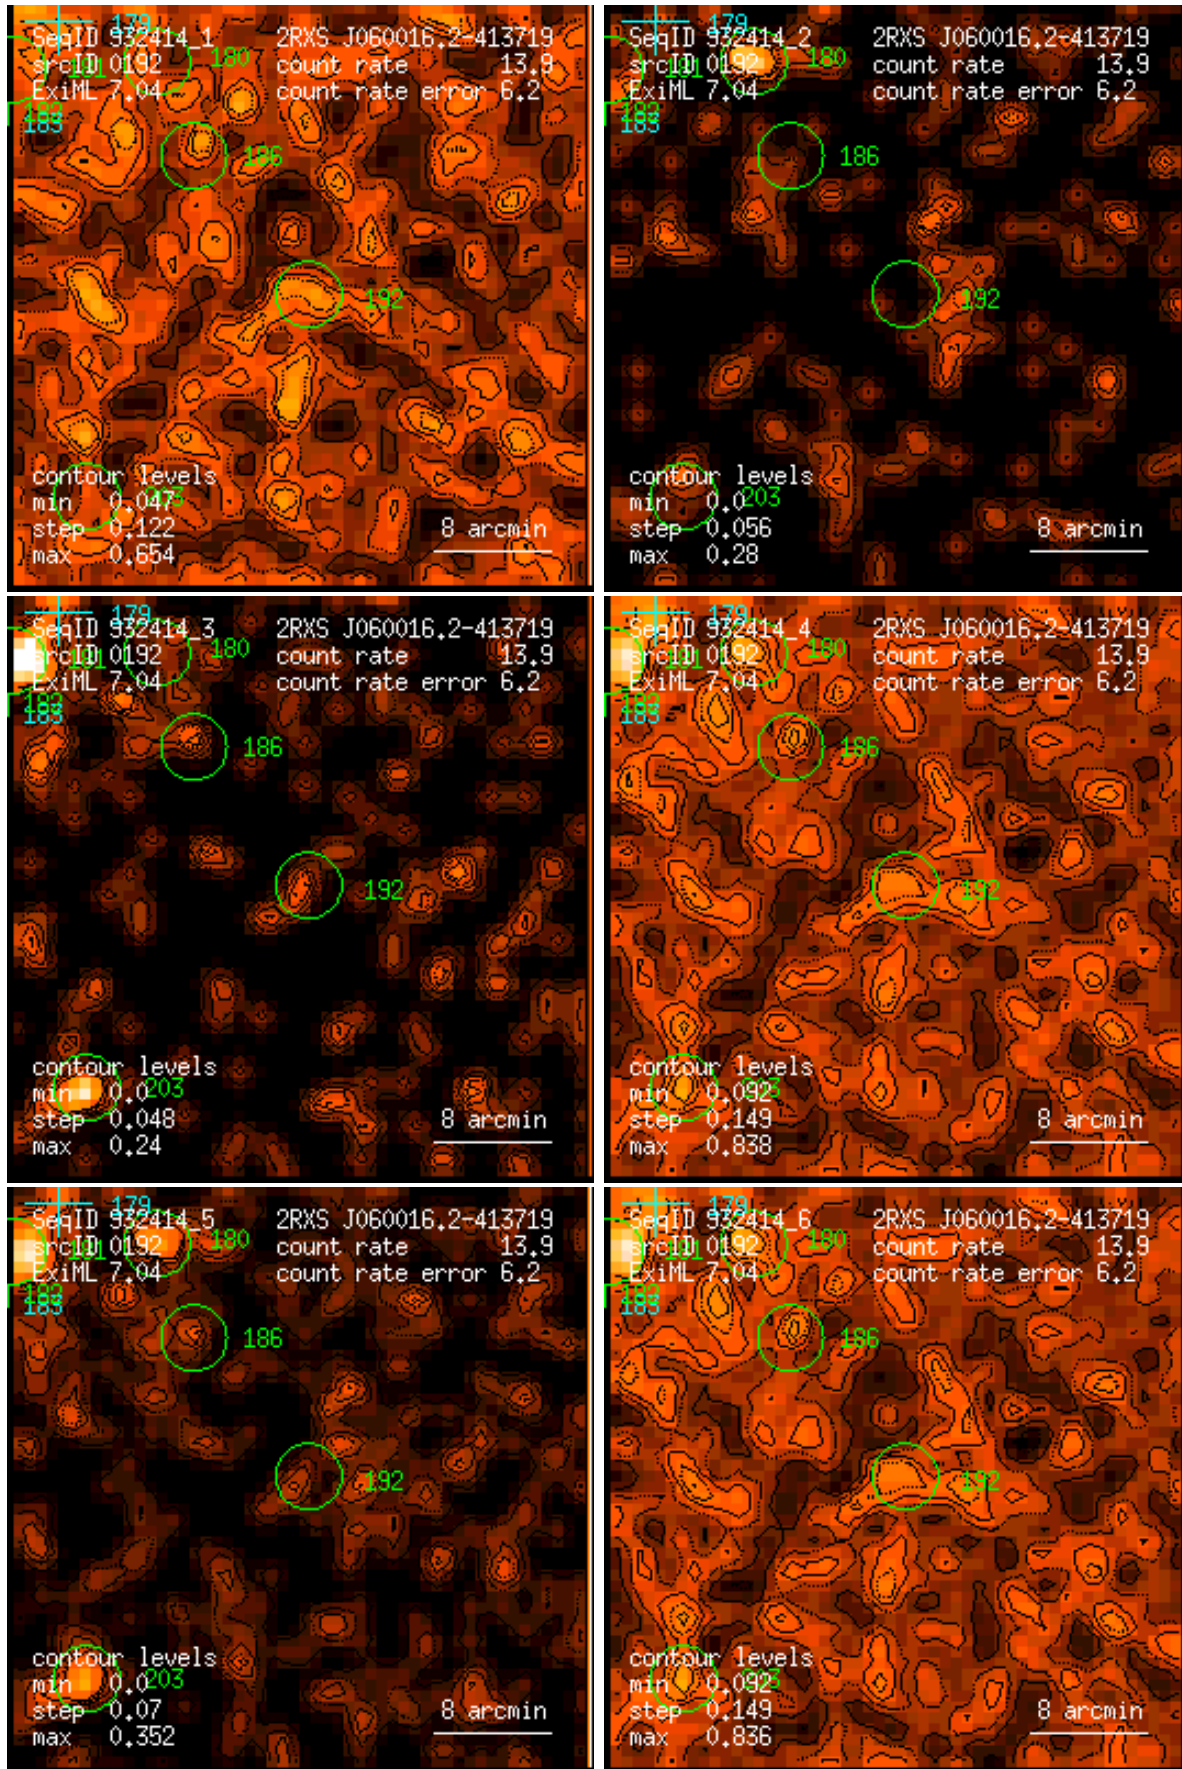 179
SeqID 932414_1 2RXS J060016.2-413719
srcID 0192 181 180 count rate 13.9
ExiML 7.04 count rate error 6.2
183
186
192
contour levels
min 0.047 203
step 0.122 8 arcmin
max 0.654
179
SeqID 932414_2 2RXS J060016.2-413719
srcID 0192 181 180 count rate 13.9
ExiML 7.04 count rate error 6.2
183
186
192
contour levels
min 0.0 203
step 0.056 8 arcmin
max 0.28
179
SeqID 932414_3 2RXS J060016.2-413719
srcID 0192 181 180 count rate 13.9
ExiML 7.04 count rate error 6.2
183
186
192
contour levels
min 0.0 203
step 0.048 8 arcmin
max 0.24
179
SeqID 932414_4 2RXS J060016.2-413719
srcID 0192 181 180 count rate 13.9
ExiML 7.04 count rate error 6.2
183
186
192
contour levels
min 0.092 203
step 0.149 8 arcmin
max 0.838
179
SeqID 932414_5 2RXS J060016.2-413719
srcID 0192 181 180 count rate 13.9
ExiML 7.04 count rate error 6.2
183
186
192
contour levels
min 0.0 203
step 0.07 8 arcmin
max 0.352
179
SeqID 932414_6 2RXS J060016.2-413719
srcID 0192 181 180 count rate 13.9
ExiML 7.04 count rate error 6.2
183
186
192
contour levels
min 0.092 203
step 0.149 8 arcmin
max 0.836